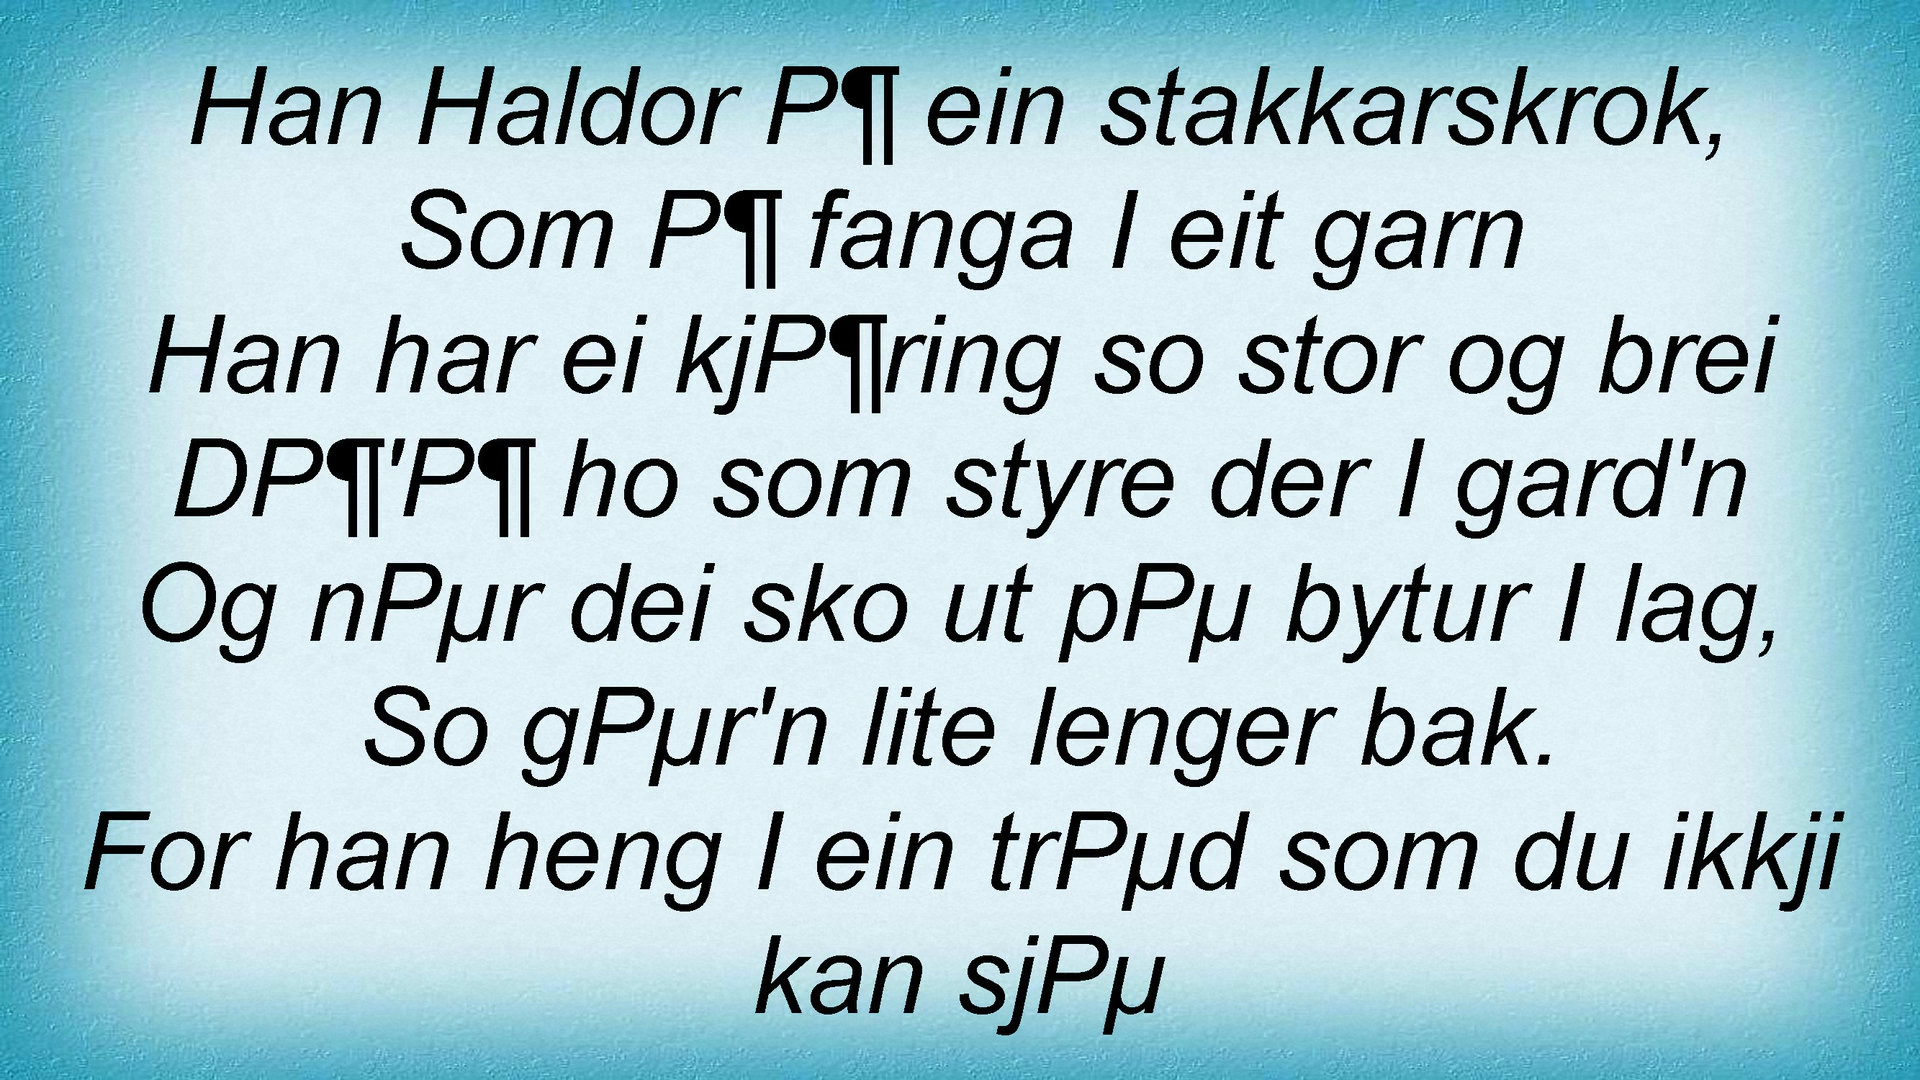 Han Haldor P¶ ein stakkarskrok,
Som P¶ fanga I eit garn
Han har ei kjP¶ring so stor og brei
DP¶'P¶ ho som styre der I gard'n
Og nPµr dei sko ut pPµ bytur I lag,
So gPµr'n lite lenger bak.
For han heng I ein trPµd som du ikkji
kan sjPµ